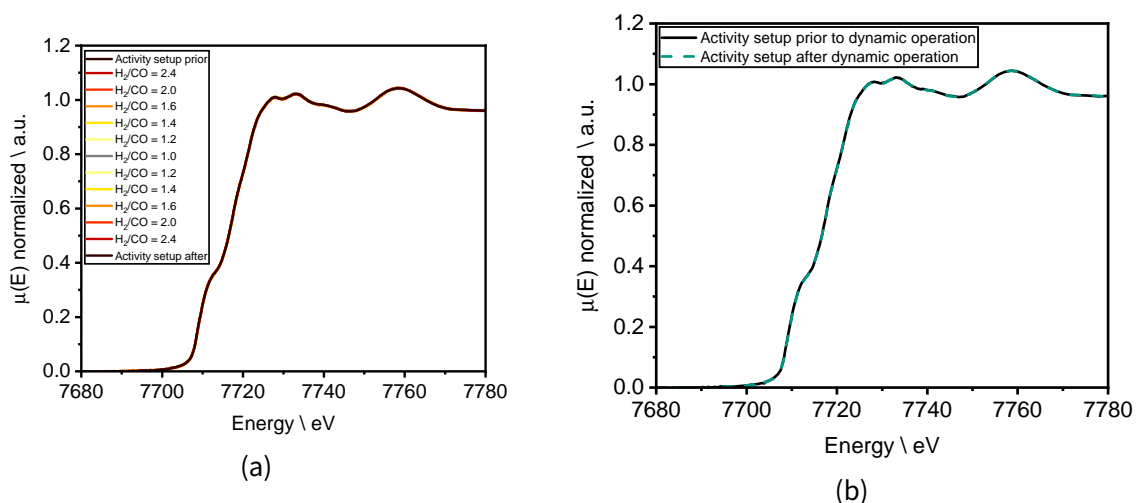 1.2
1.0
0.8
0.6
0.4
0.2
0.0
μ(E) normalized \ a.u.
Activity setup prior
H₂/CO = 2.4
H₂/CO = 2.0
H₂/CO = 1.6
H₂/CO = 1.4
H₂/CO = 1.2
H₂/CO = 1.0
H₂/CO = 1.2
H₂/CO = 1.4
H₂/CO = 1.6
H₂/CO = 2.0
H₂/CO = 2.4
Activity setup after
7680 7700 7720 7740 7760 7780
Energy \ eV
(a)
1.2
1.0
0.8
0.6
0.4
0.2
0.0
μ(E) normalized \ a.u.
Activity setup prior to dynamic operation
Activity setup after dynamic operation
7680 7700 7720 7740 7760 7780
Energy \ eV
(b)